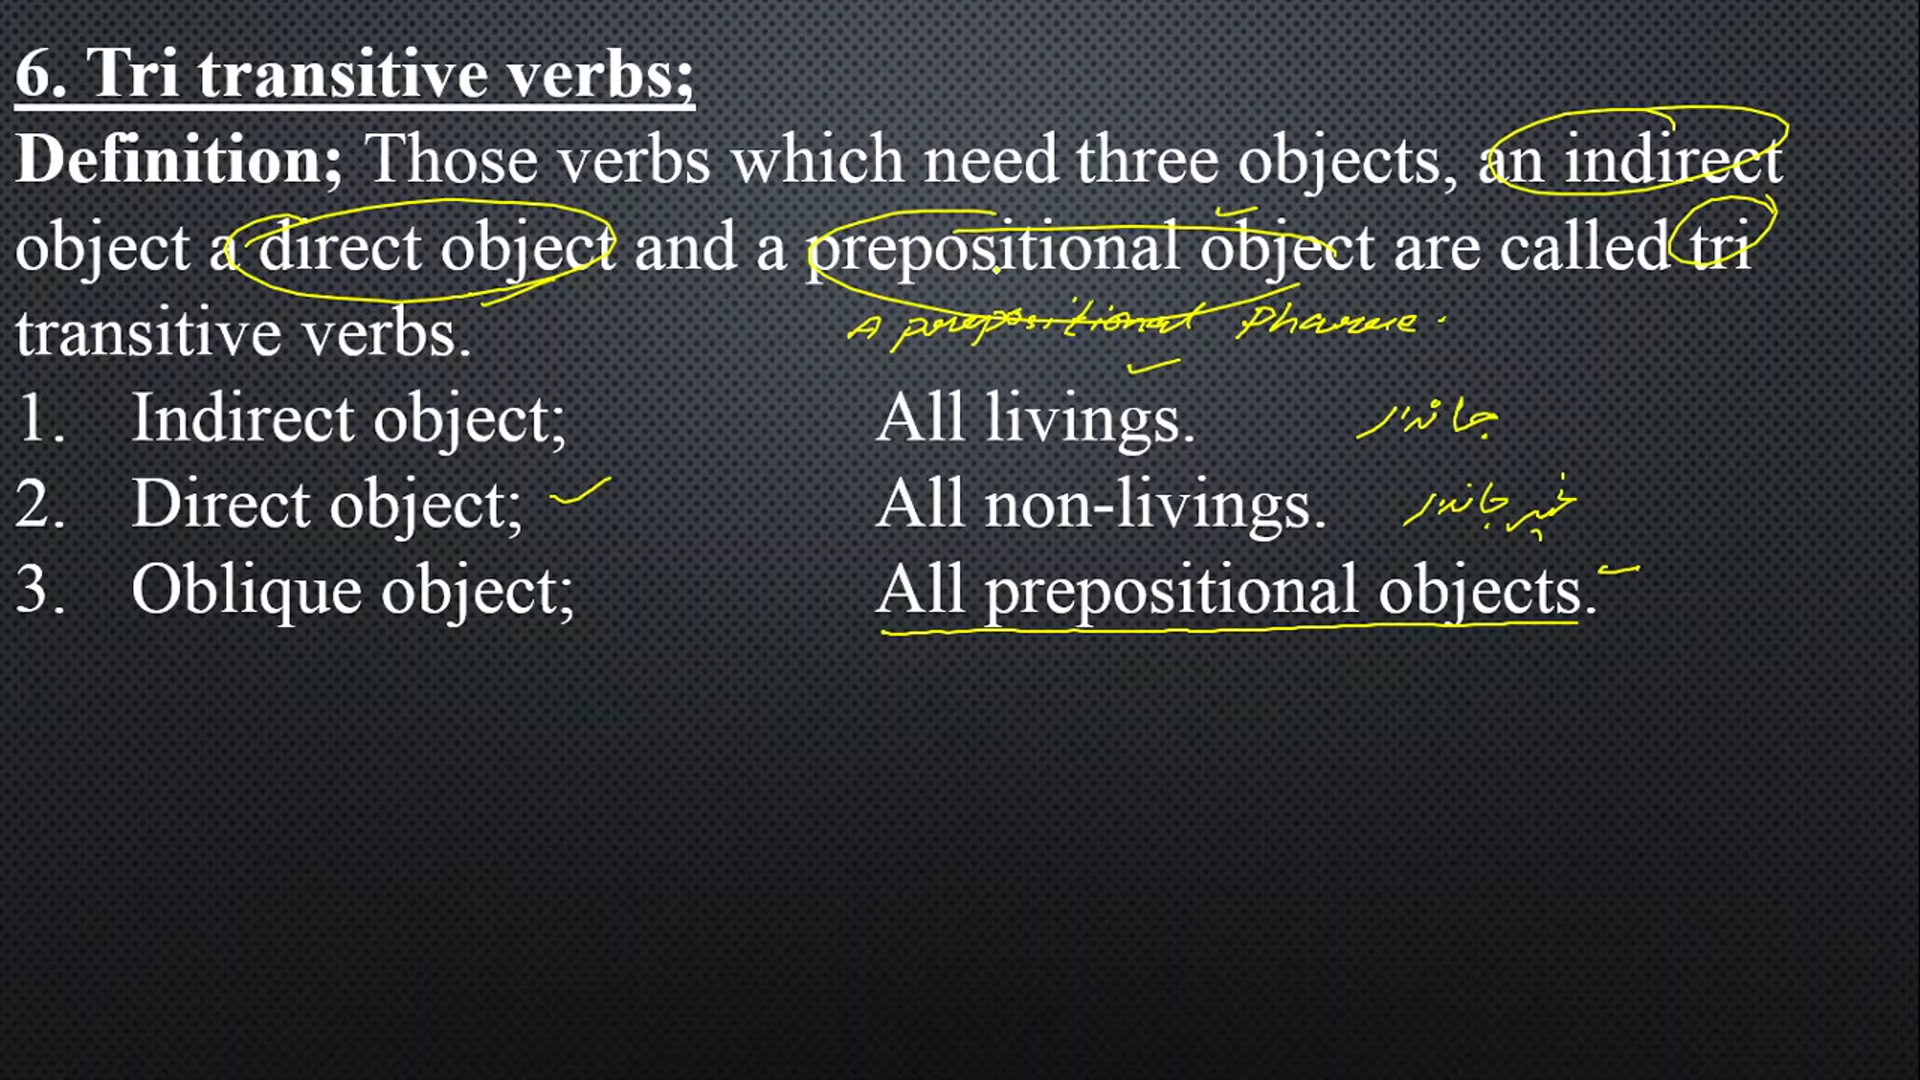 6. Tri transitive verbs;
Definition; Those verbs which need three objects, an indirect
object a direct object and a prepositional object are called tri
transitive verbs.
A prepositional Pharase.
1. Indirect object; All livings. جاندار
2. Direct object; All non-livings. غیر جاندار
3. Oblique object; All prepositional objects.